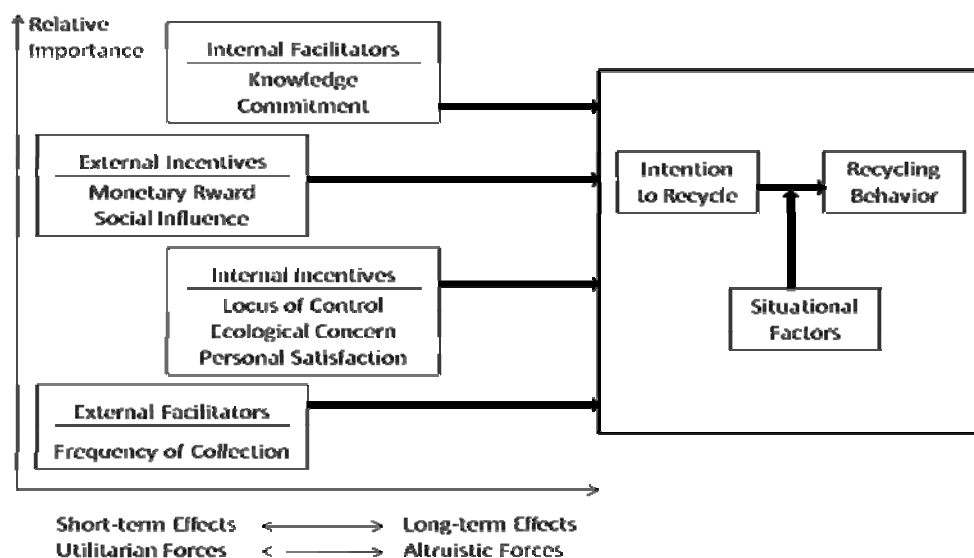 Relative
Importance
Internal Facilitators
Knowledge
Commitment
External Incentives
Monetary Rward
Social Influence
Internal Incentives
Locus of Control
Ecological Concern
Personal Satisfaction
External Facilitators
Frequency of Collection
Intention
to Recycle
Recycling
Behavior
Situational
Factors
Short-term Effects Long-term Effects
Utilitarian Forces Altruistic Forces